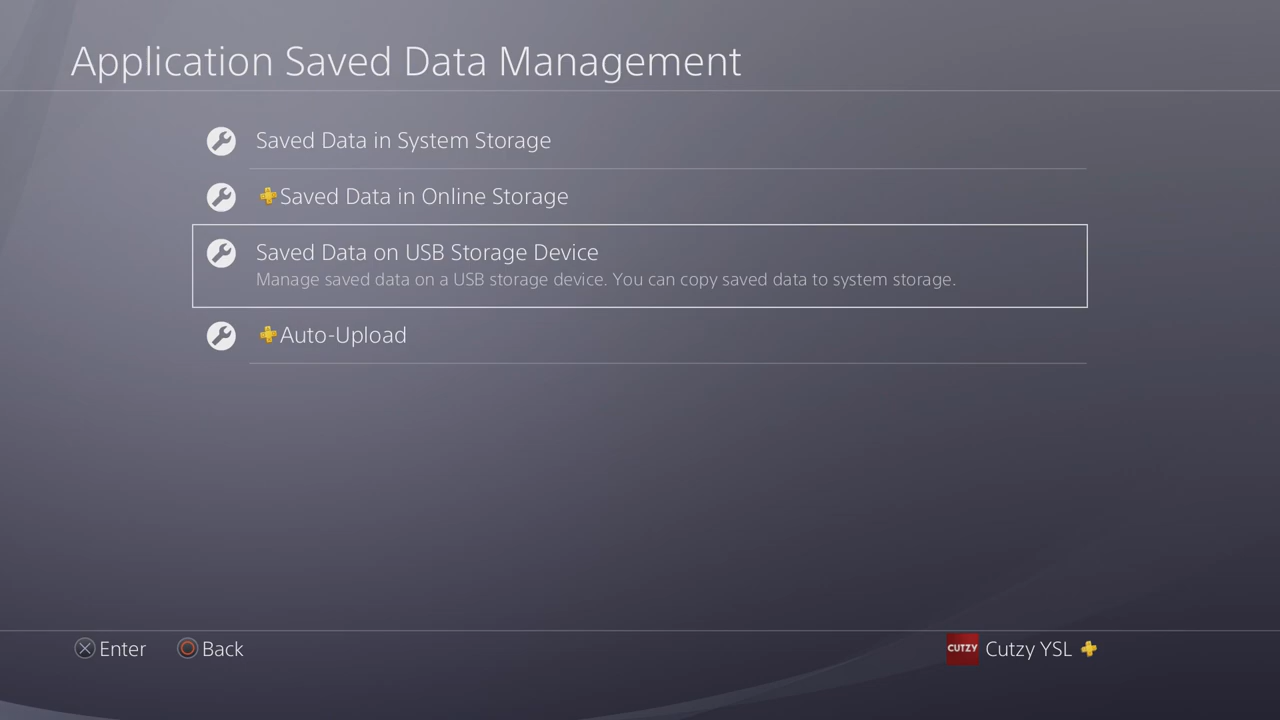 Application Saved Data Management
Saved Data in System Storage
Saved Data in Online Storage
Saved Data on USB Storage Device
Manage saved data on a USB storage device. You can copy saved data to system storage.
Auto-Upload
Enter Back CUTZY Cutzy YSL